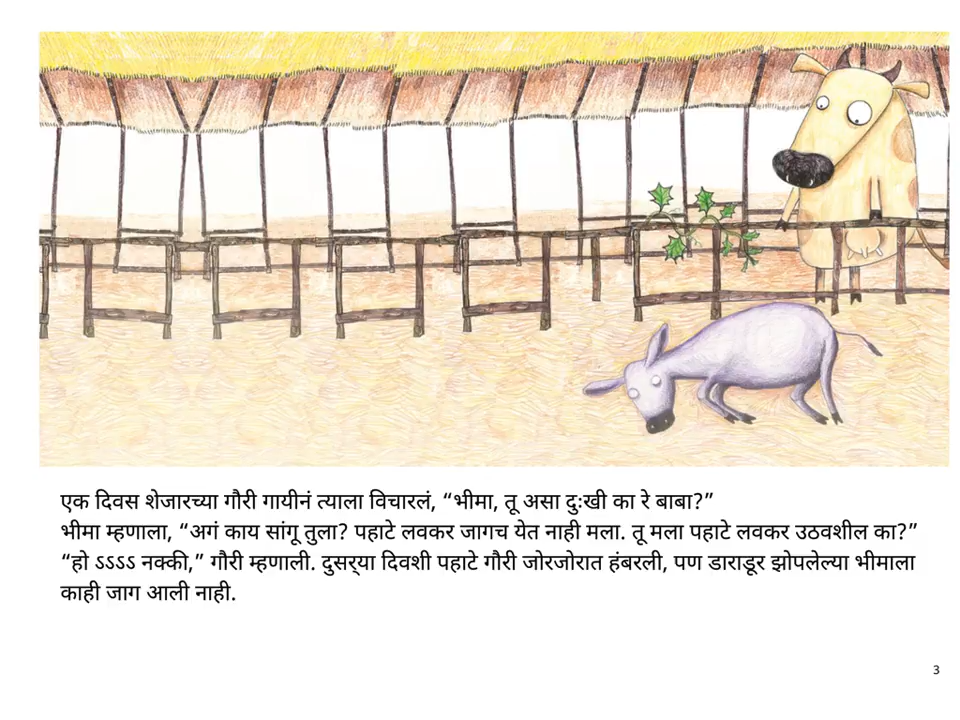 एक दिवस शेजारच्या गौरी गायीनं त्याला विचारलं, “भीमा, तू असा दुःखी का रे बाबा?”
भीमा म्हणाला, “अगं काय सांगू तुला? पहाटे लवकर जागच येत नाही मला. तू मला पहाटे लवकर उठवशील का?”
“हो ऽऽऽऽ नक्की,” गौरी म्हणाली. दुसर्‍या दिवशी पहाटे गौरी जोरजोरात हंबरली, पण डाराडूर झोपलेल्या भीमाला
काही जाग आली नाही.
3